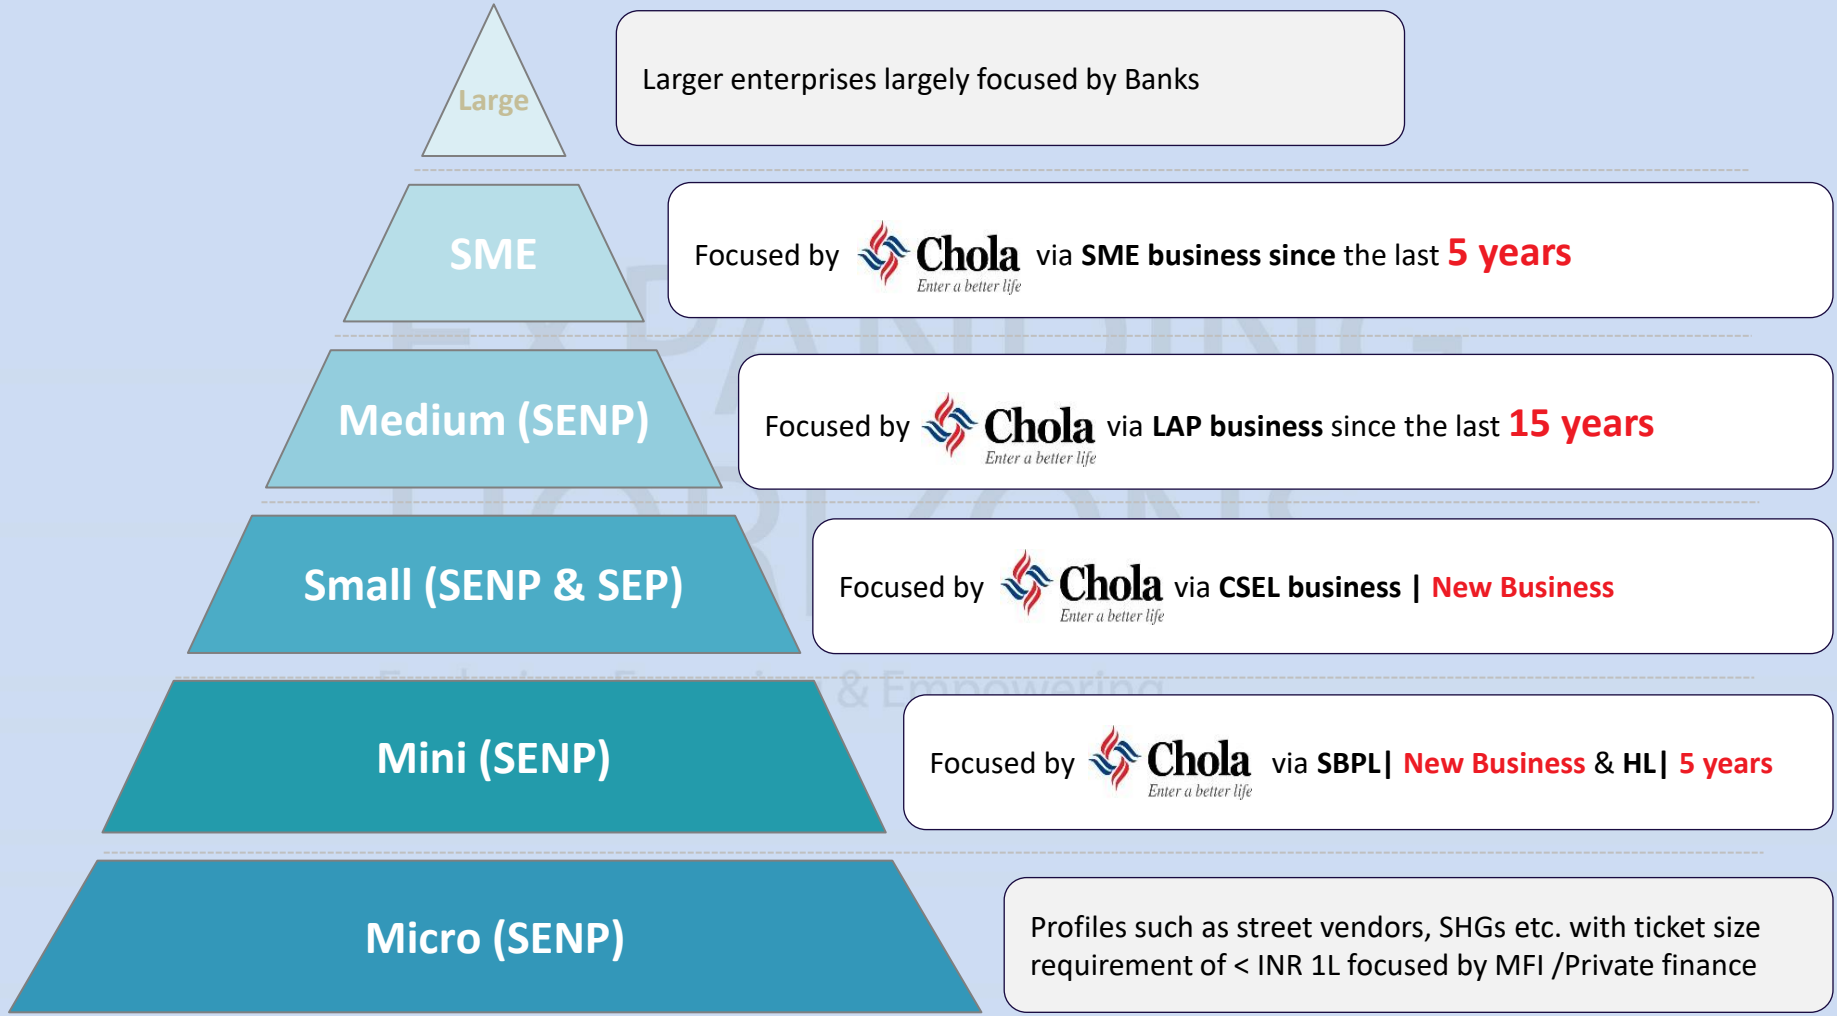 Large
Larger enterprises largely focused by Banks
SME
Focused by Chola via SME business since the last 5 years
Enter a better life
Medium (SENP)
Focused by Chola via LAP business since the last 15 years
Enter a better life
Small (SENP & SEP)
Focused by Chola via CSEL business | New Business
Enter a better life
Mini (SENP)
Focused by Chola via SBPL| New Business & HL| 5 years
Enter a better life
Micro (SENP)
Profiles such as street vendors, SHGs etc. with ticket size
requirement of < INR 1L focused by MFI /Private finance
EXPANDING
HORIZONS
& Empowering